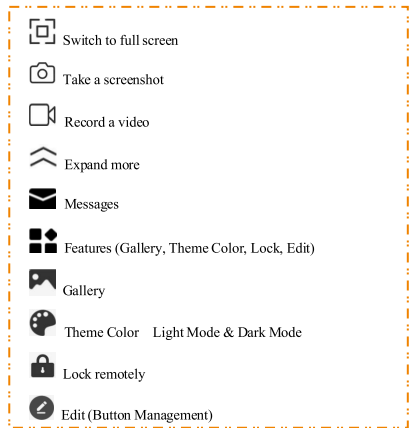 Switch to full screen
Take a screenshot
Record a video
Expand more
Messages
Features (Gallery, Theme Color, Lock, Edit)
Gallery
Theme Color    Light Mode & Dark Mode
Lock remotely
Edit (Button Management)